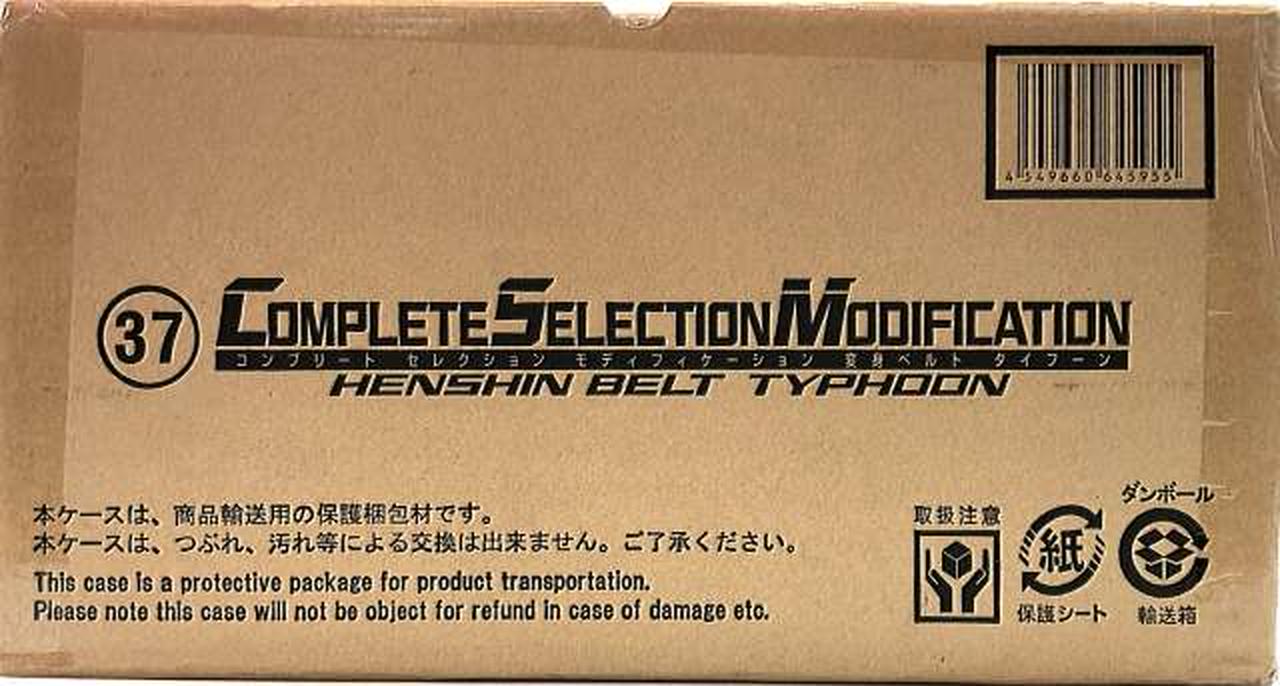 4 549660 645955
37
COMPLETE SELECTION MODIFICATION
コンプリート セレクション モディフィケーション 変身ベルト タイフーン
HENSHIN BELT TYPHOON
本ケースは、商品輸送用の保護梱包材です。
本ケースは、つぶれ、汚れ等による交換は出来ません。ご了承ください。
This case is a protective package for product transportation.
Please note this case will not be object for refund in case of damage etc.
取扱注意
紙
保護シート
ダンボール
輸送箱